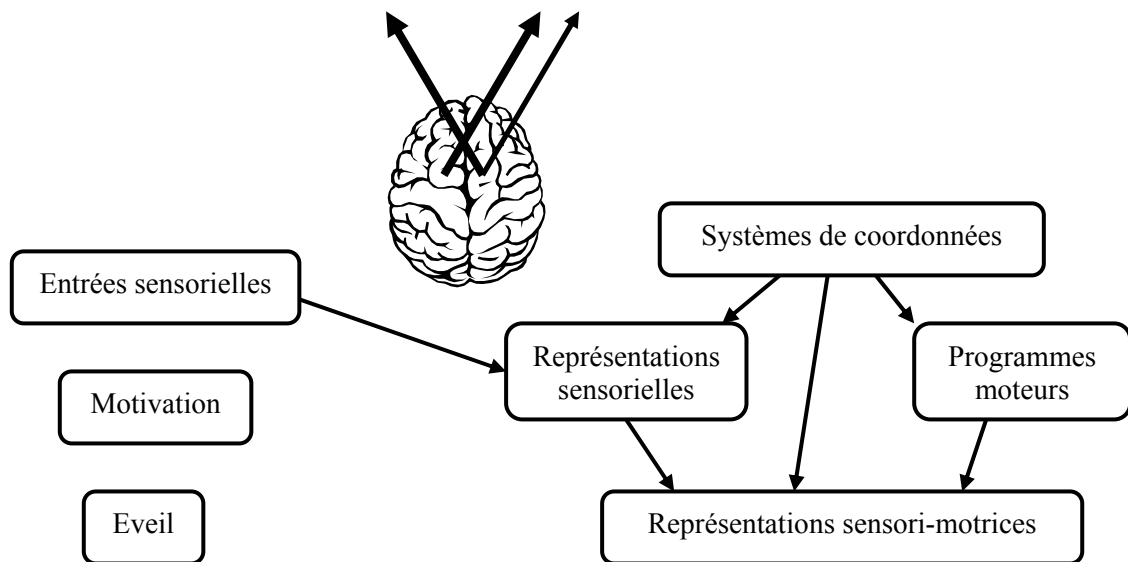 Systèmes de coordonnées
Entrées sensorielles
Représentations
sensorielles
Programmes
moteurs
Motivation
Eveil
Représentations sensori-motrices